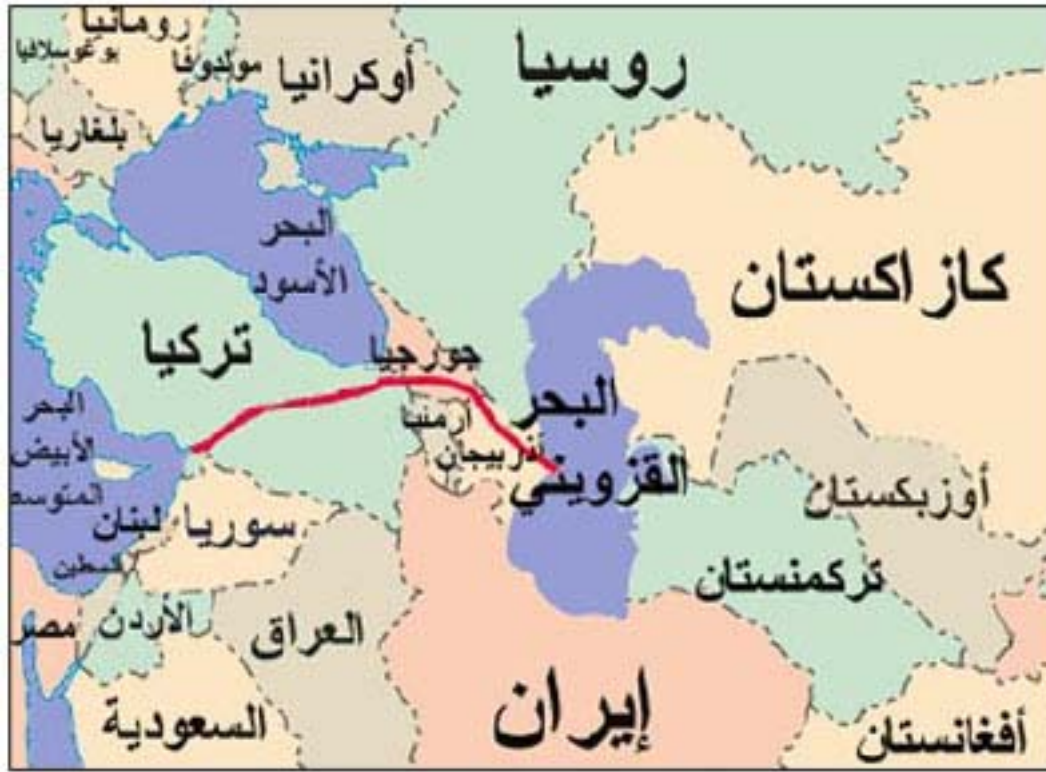 رومانيا
يوغوسلافيا
مولدوفا
أوكرانيا
روسيا
بلغاريا
البحر
الأسود
كازاكستان
تركيا
جورجيا
البحر
القزويني
أرمنيا
أذربيجان
البحر
الأبيض
المتوسط
أوزبكستان
تركمنستان
لبنان
سوريا
فلسطين
الأردن
العراق
مصر
السعودية
إيران
أفغانستان